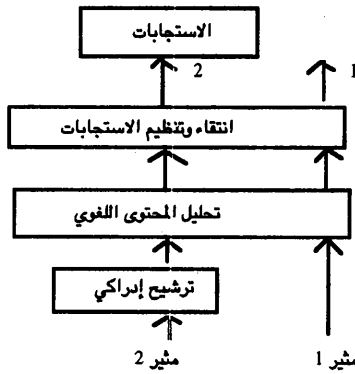 الاستجابات
1 2
انتقاء وتنظيم الاستجابات
تحليل المحتوى اللغوي
ترشيح إدراكي
مثير 1 مثير 2